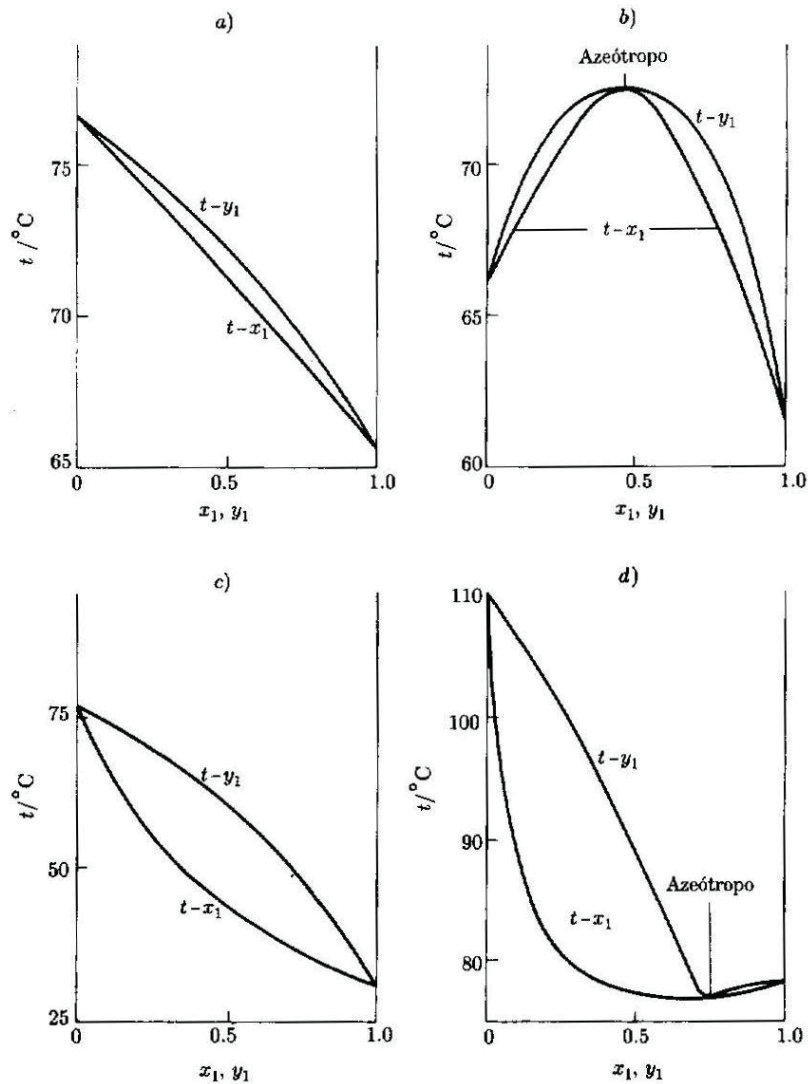 a)
75
70
65
t/°C
t-y₁
t-x₁
0
0.5
1.0
x₁, y₁
b)
Azeótropo
70
65
60
t/°C
t-y₁
t-x₁
0
0.5
1.0
x₁, y₁
c)
75
50
25
t/°C
t-y₁
t-x₁
0
0.5
1.0
x₁, y₁
d)
110
100
90
80
t/°C
t-y₁
t-x₁
Azeótropo
0
0.5
1.0
x₁, y₁